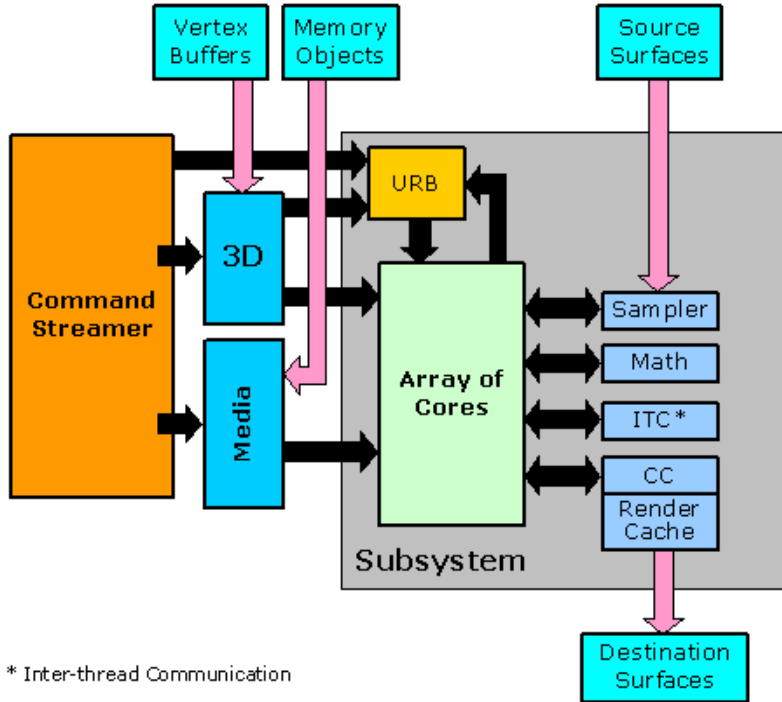 Vertex
Buffers
Memory
Objects
Source
Surfaces
URB
3D
Command
Streamer
Sampler
Math
Array of
Cores
Media
ITC*
CC
Render
Cache
Subsystem
Destination
Surfaces
* Inter-thread Communication